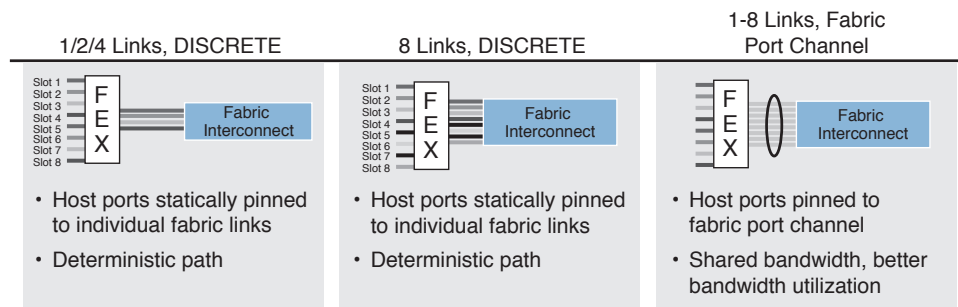 1/2/4 Links, DISCRETE
Slot 1
Slot 2
Slot 3
Slot 4
Slot 5
Slot 6
Slot 7
Slot 8
F
E
X
Fabric
Interconnect
• Host ports statically pinned
to individual fabric links
• Deterministic path
8 Links, DISCRETE
Slot 1
Slot 2
Slot 3
Slot 4
Slot 5
Slot 6
Slot 7
Slot 8
F
E
X
Fabric
Interconnect
• Host ports statically pinned
to individual fabric links
• Deterministic path
1-8 Links, Fabric
Port Channel
F
E
X
Fabric
Interconnect
• Host ports pinned to
fabric port channel
• Shared bandwidth, better
bandwidth utilization